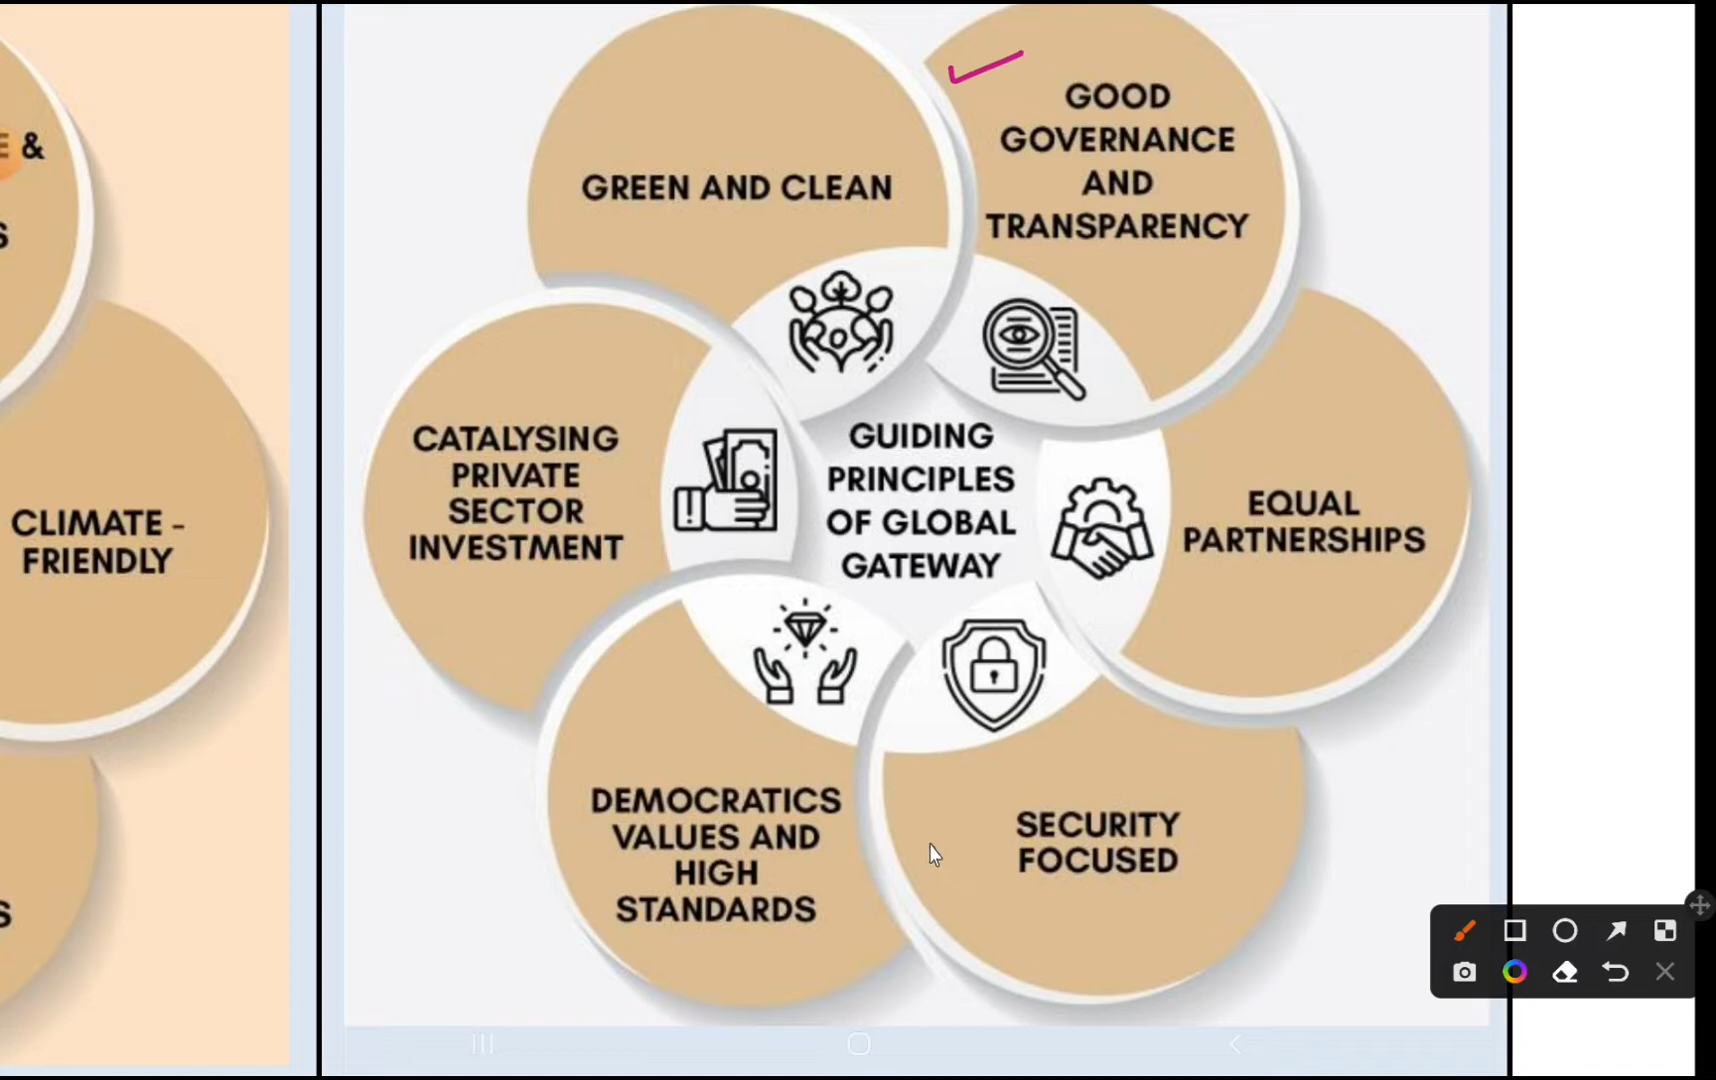 &
S
CLIMATE -
FRIENDLY
S
GREEN AND CLEAN
GOOD
GOVERNANCE
AND
TRANSPARENCY
CATALYSING
PRIVATE
SECTOR
INVESTMENT
GUIDING
PRINCIPLES
OF GLOBAL
GATEWAY
EQUAL
PARTNERSHIPS
DEMOCRATICS
VALUES AND
HIGH
STANDARDS
SECURITY
FOCUSED